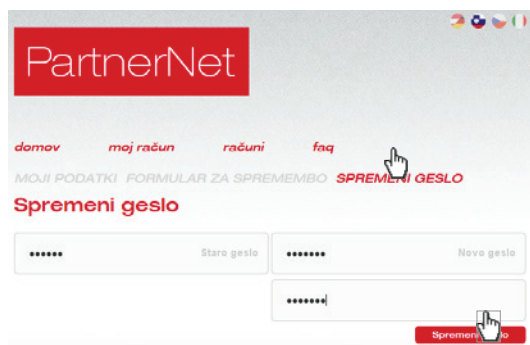 PartnerNet
domov moj račun računi faq
MOJI PODATKI FORMULAR ZA SPREMEMBO SPREMENI GESLO
Spremeni geslo
•••••• Staro geslo ••••••• Novo geslo
•••••••